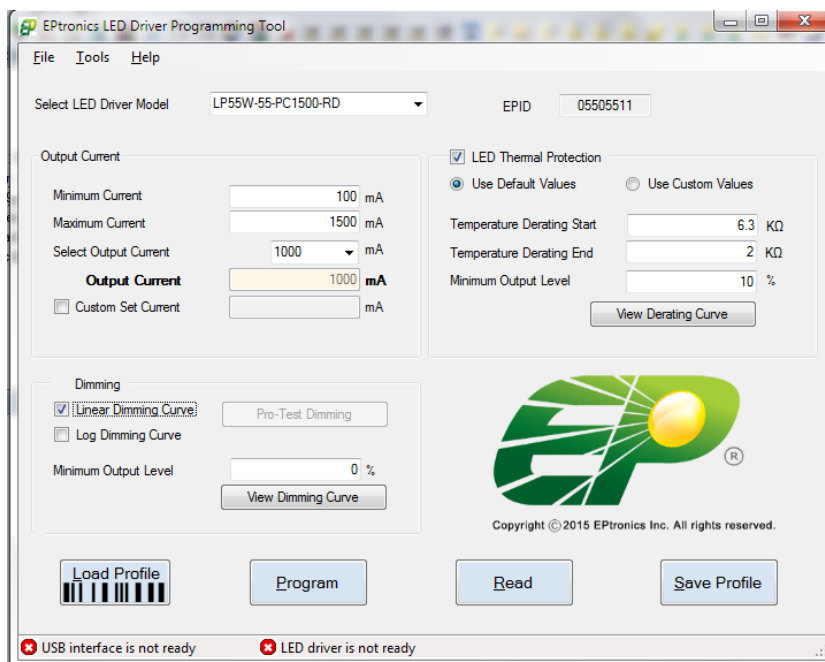 EPtronics LED Driver Programming Tool
File Tools Help
Select LED Driver Model LP55W-55-PC1500-RD EPID 05505511
Output Current
Minimum Current 100 mA
Maximum Current 1500 mA
Select Output Current 1000 mA
Output Current 1000 mA
Custom Set Current mA
LED Thermal Protection
Use Default Values Use Custom Values
Temperature Derating Start 6.3 KΩ
Temperature Derating End 2 KΩ
Minimum Output Level 10 %
View Derating Curve
Dimming
Linear Dimming Curve Pro-Test Dimming
Log Dimming Curve
Minimum Output Level 0 %
View Dimming Curve
EP ®
Copyright ©2015 EPtronics Inc. All rights reserved.
Load Profile Program Read Save Profile
USB interface is not ready LED driver is not ready